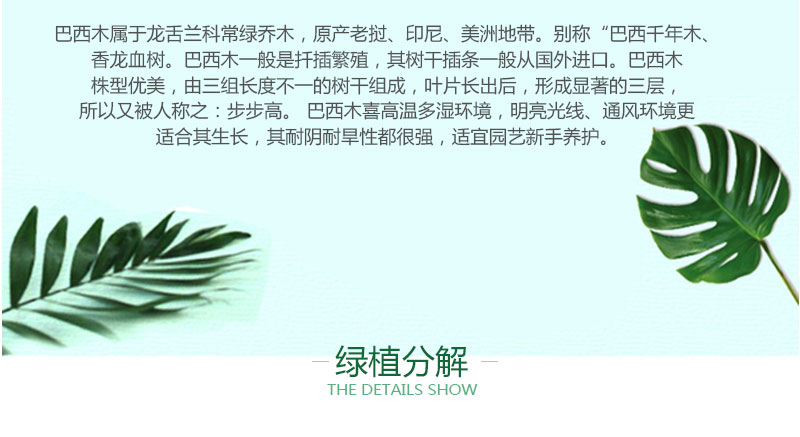 巴西木属于龙舌兰科常绿乔木，原产老挝、印尼、美洲地带。别称“巴西千年木、
香龙血树。巴西木一般是扦插繁殖，其树干插条一般从国外进口。巴西木
株型优美，由三组长度不一的树干组成，叶片长出后，形成显著的三层，
所以又被人称之：步步高。 巴西木喜高温多湿环境，明亮光线、通风环境更
适合其生长，其耐阴耐旱性都很强，适宜园艺新手养护。
绿植分解
THE DETAILS SHOW